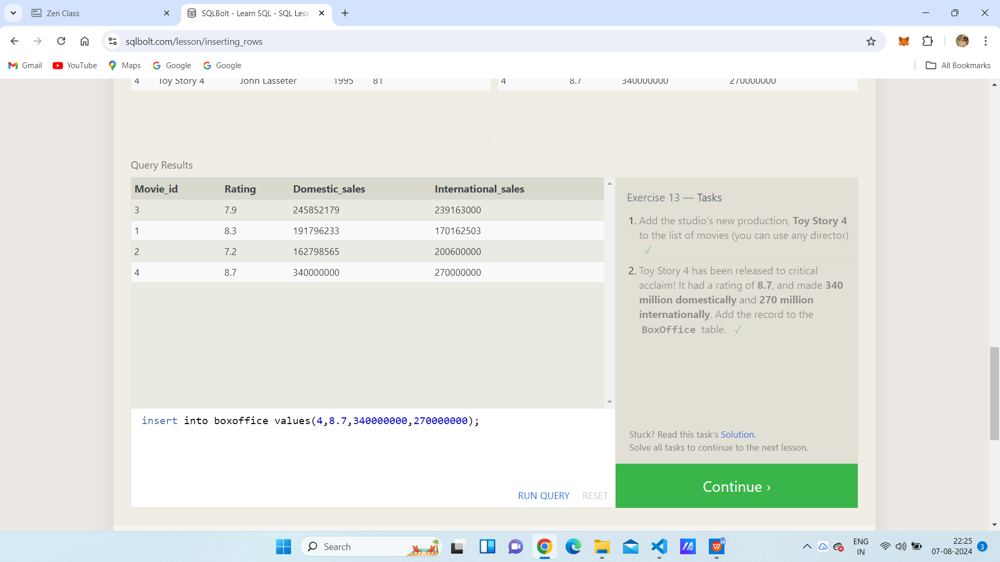 Zen Class
SQLBolt - Learn SQL - SQL Less
sqlbolt.com/lesson/inserting_rows
Gmail YouTube Maps Google Google All Bookmarks
4 Toy Story 4 John Lasseter 1995 81
4 8.7 340000000 270000000
Query Results
Movie_id Rating Domestic_sales International_sales
3 7.9 245852179 239163000
1 8.3 191796233 170162503
2 7.2 162798565 200600000
4 8.7 340000000 270000000
Exercise 13 — Tasks
1. Add the studio's new production, Toy Story 4
to the list of movies (you can use any director)
✓
2. Toy Story 4 has been released to critical
acclaim! It had a rating of 8.7, and made 340
million domestically and 270 million
internationally. Add the record to the
BoxOffice table. ✓
insert into boxoffice values(4,8.7,340000000,270000000);
RUN QUERY RESET
Stuck? Read this task's Solution.
Solve all tasks to continue to the next lesson.
Continue ›
Search
ENG
IN
22:25
07-08-2024
3